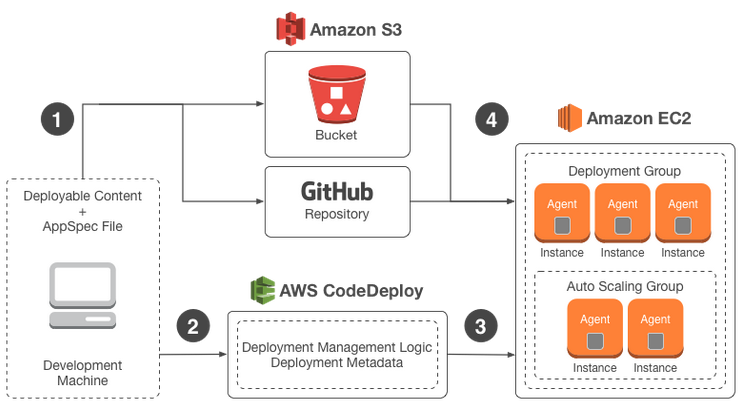 Amazon S3
1
Bucket
4
Amazon EC2
GitHub
Repository
Deployable Content
+
AppSpec File
Development
Machine
AWS CodeDeploy
2
Deployment Management Logic
Deployment Metadata
3
Deployment Group
Agent Agent Agent
Instance Instance Instance
Auto Scaling Group
Agent Agent
Instance Instance